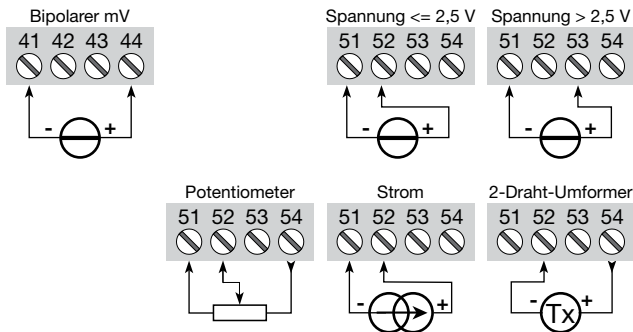 Bipolarer mV
41 42 43 44
- +
Spannung <= 2,5 V
51 52 53 54
- +
Spannung > 2,5 V
51 52 53 54
- +
Potentiometer
51 52 53 54
Strom
51 52 53 54
- +
2-Draht-Umformer
51 52 53 54
- Tx +